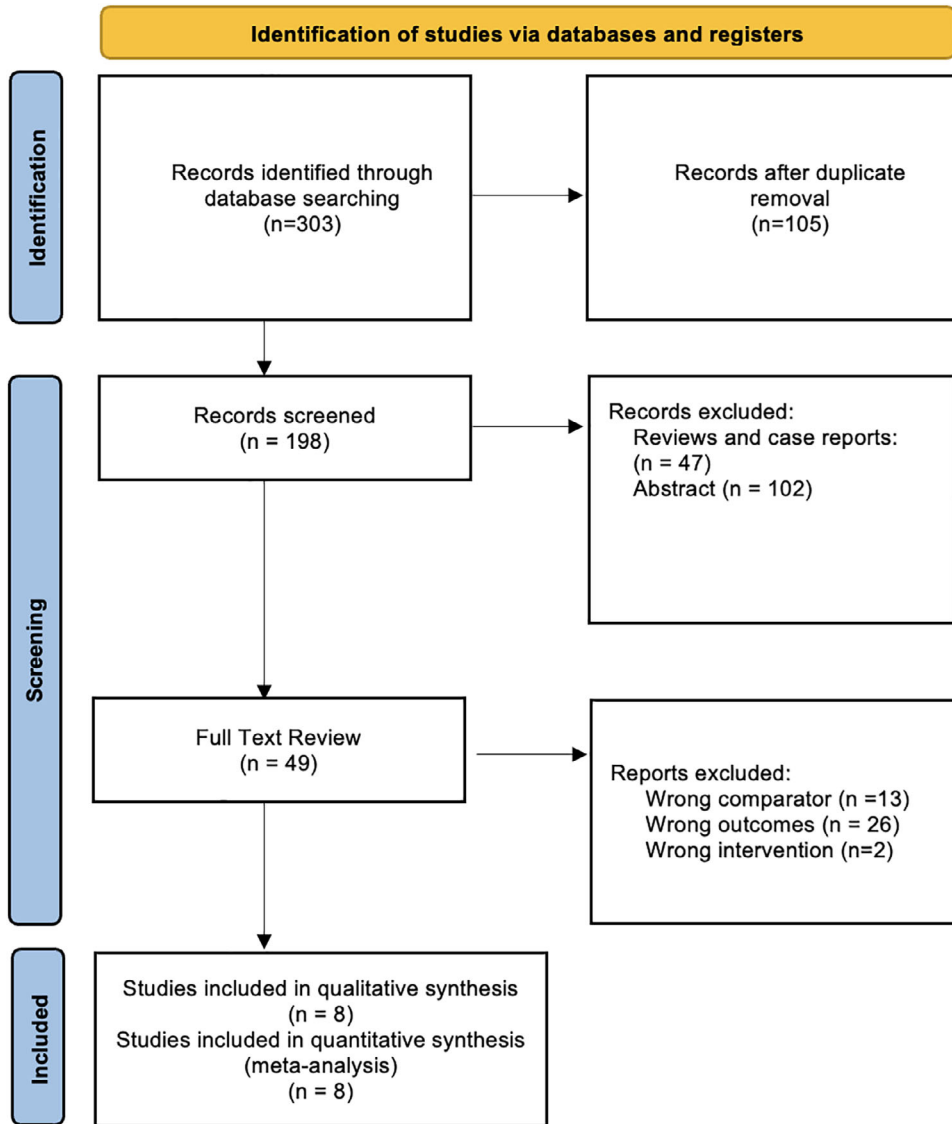 Identification of studies via databases and registers
Identification
Records identified through
database searching
(n=303)
Records after duplicate
removal
(n=105)
Screening
Records screened
(n = 198)
Records excluded:
Reviews and case reports:
(n = 47)
Abstract (n = 102)
Full Text Review
(n = 49)
Reports excluded:
Wrong comparator (n =13)
Wrong outcomes (n = 26)
Wrong intervention (n=2)
Included
Studies included in qualitative synthesis
(n = 8)
Studies included in quantitative synthesis
(meta-analysis)
(n = 8)